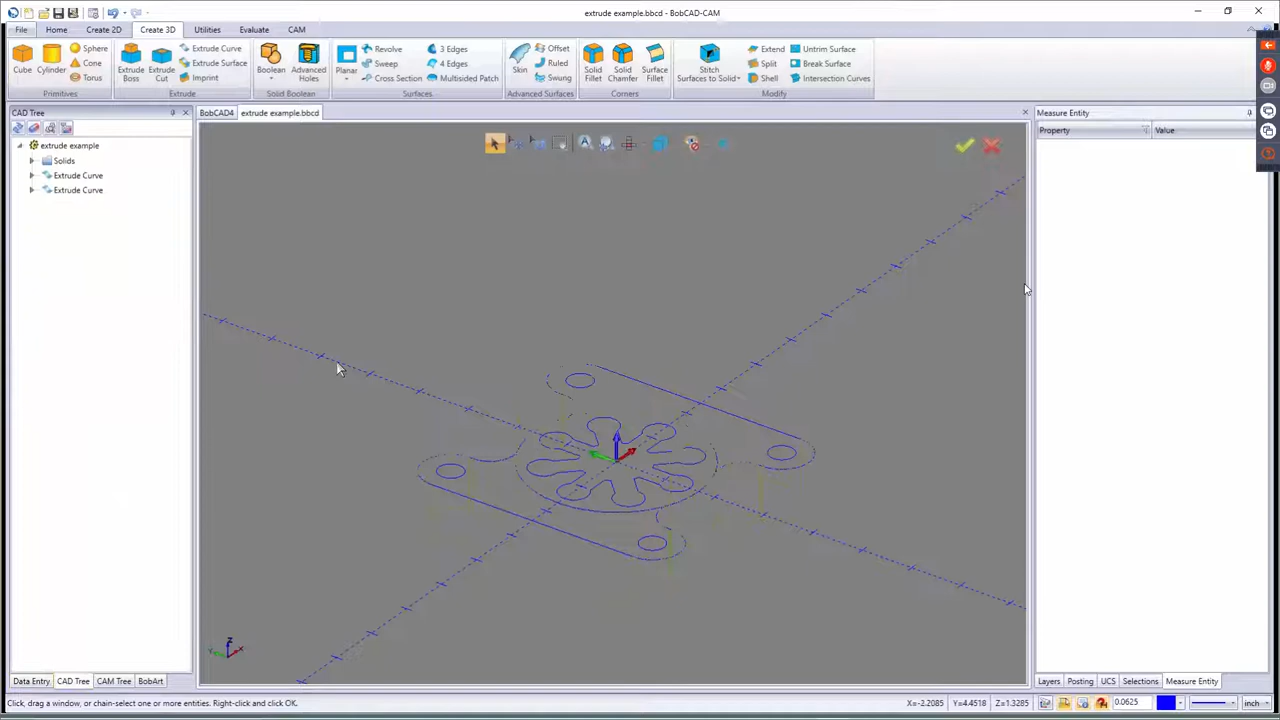 extrude example.bbcd - BobCAD-CAM
File Home Create 2D Create 3D Utilities Evaluate CAM
Cube Cylinder Sphere Cone Torus
Primitives
Extrude Boss Extrude Cut Extrude Curve Extrude Surface Imprint
Extrude
Boolean Advanced Holes
Solid Boolean
Planar Revolve Sweep Cross Section 3 Edges 4 Edges Multisided Patch
Surfaces
Skin Offset Ruled Swung
Advanced Surfaces
Solid Fillet Solid Chamfer Surface Fillet
Corners
Stitch Surfaces to Solid Extend Split Shell Untrim Surface Break Surface Intersection Curves
Modify
CAD Tree
BobCAD4 extrude example.bbcd
Measure Entity
Property Value
extrude example
Solids
Extrude Curve
Extrude Curve
Z
Y X
Data Entry CAD Tree CAM Tree BobArt
Layers Posting UCS Selections Measure Entity
Click, drag a window, or chain-select one or more entities. Right-click and click OK.
X=-2.2085 Y=4.4518 Z=1.3285 0.0625 inch